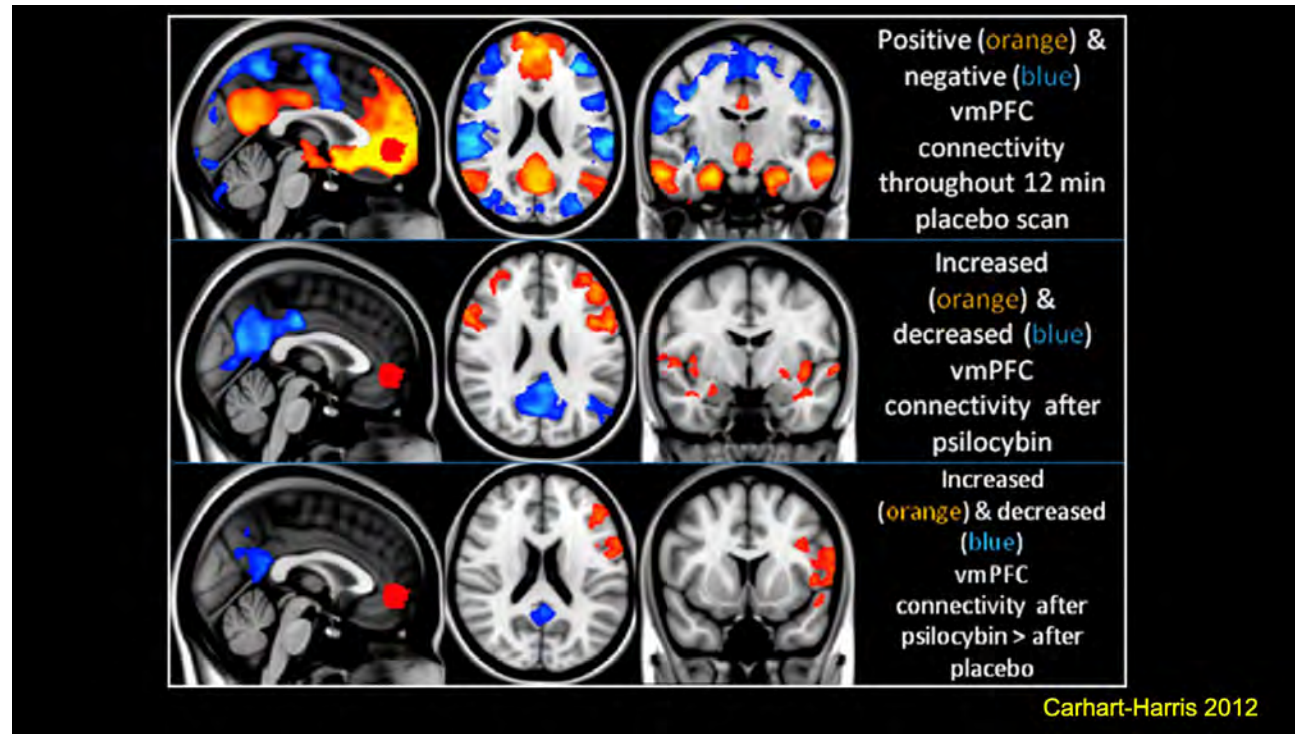 Positive (orange) &
negative (blue)
vmPFC
connectivity
throughout 12 min
placebo scan
Increased
(orange) &
decreased (blue)
vmPFC
connectivity after
psilocybin
Increased
(orange) & decreased
(blue)
vmPFC
connectivity after
psilocybin > after
placebo
Carhart-Harris 2012